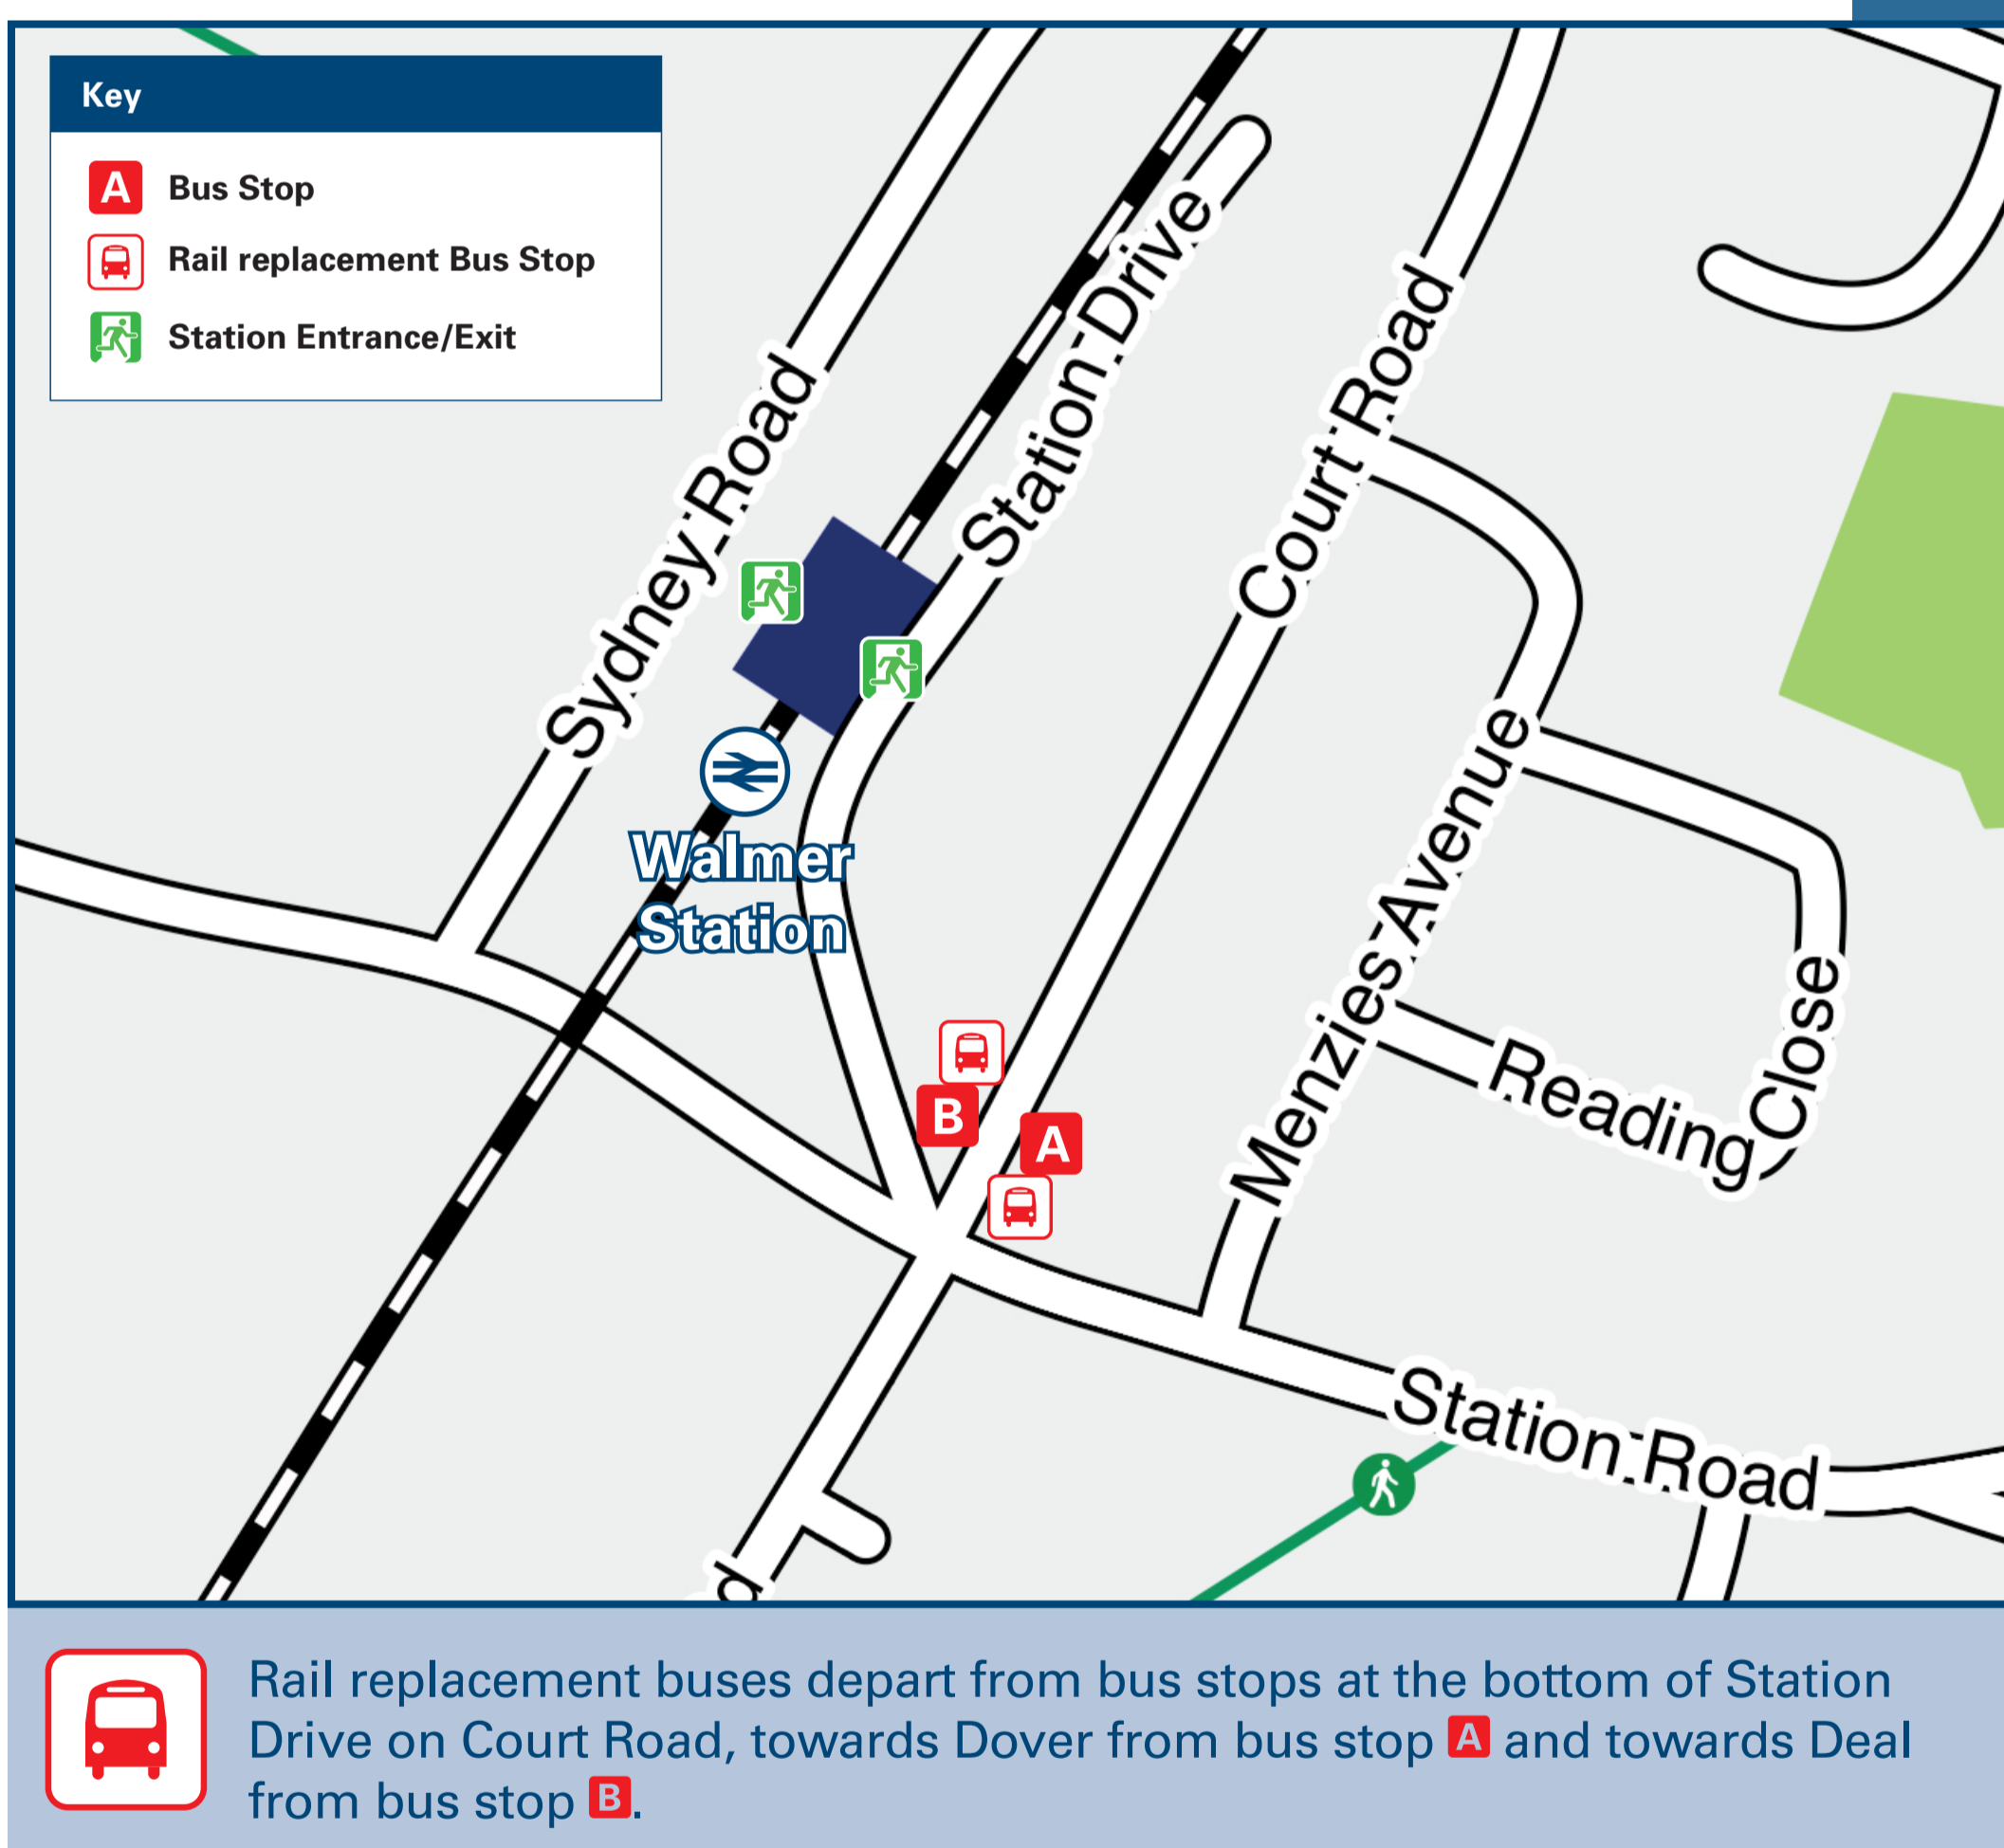 Key
A Bus Stop
Rail replacement Bus Stop
Station Entrance/Exit
Sydney Road
Station Drive
Court Road
Walmer
Station
Menzies Avenue
Reading Close
B
A
Station Road
d
Rail replacement buses depart from bus stops at the bottom of Station
Drive on Court Road, towards Dover from bus stop A and towards Deal
from bus stop B.